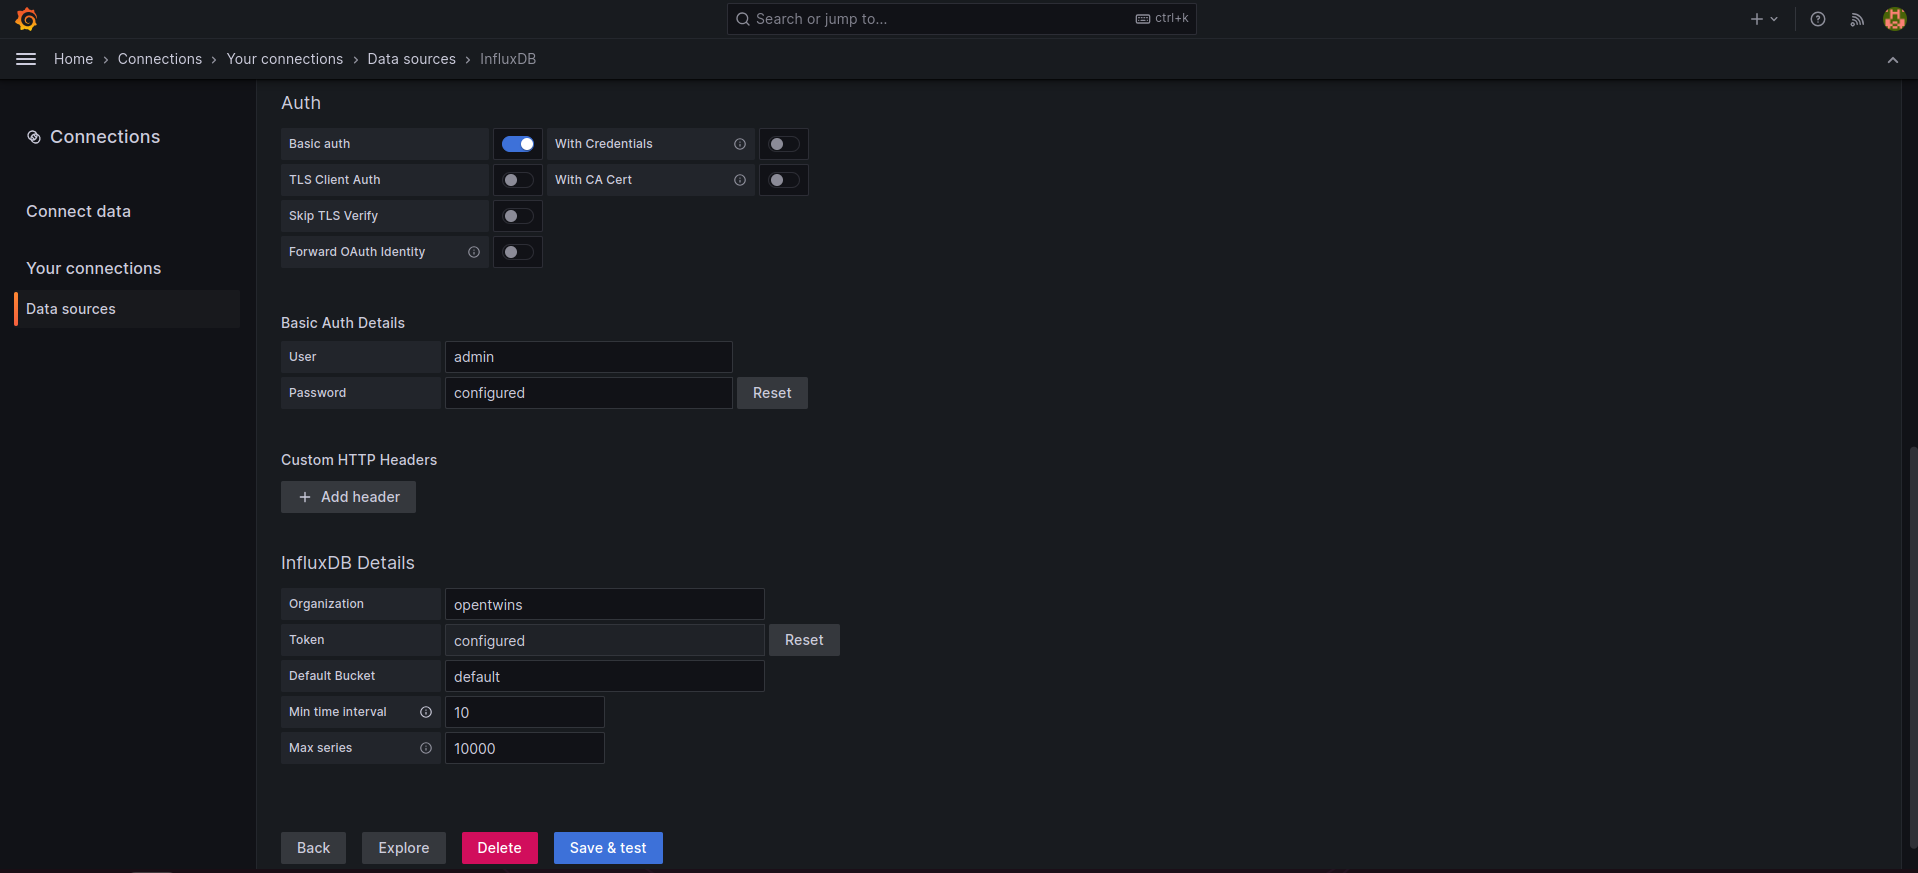 Search or jump to... ctrl+k
Home › Connections › Your connections › Data sources › InfluxDB
Connections
Connect data
Your connections
Data sources
Auth
Basic auth With Credentials
TLS Client Auth With CA Cert
Skip TLS Verify
Forward OAuth Identity
Basic Auth Details
User admin
Password configured Reset
Custom HTTP Headers
+ Add header
InfluxDB Details
Organization opentwins
Token configured Reset
Default Bucket default
Min time interval 10
Max series 10000
Back Explore Delete Save & test